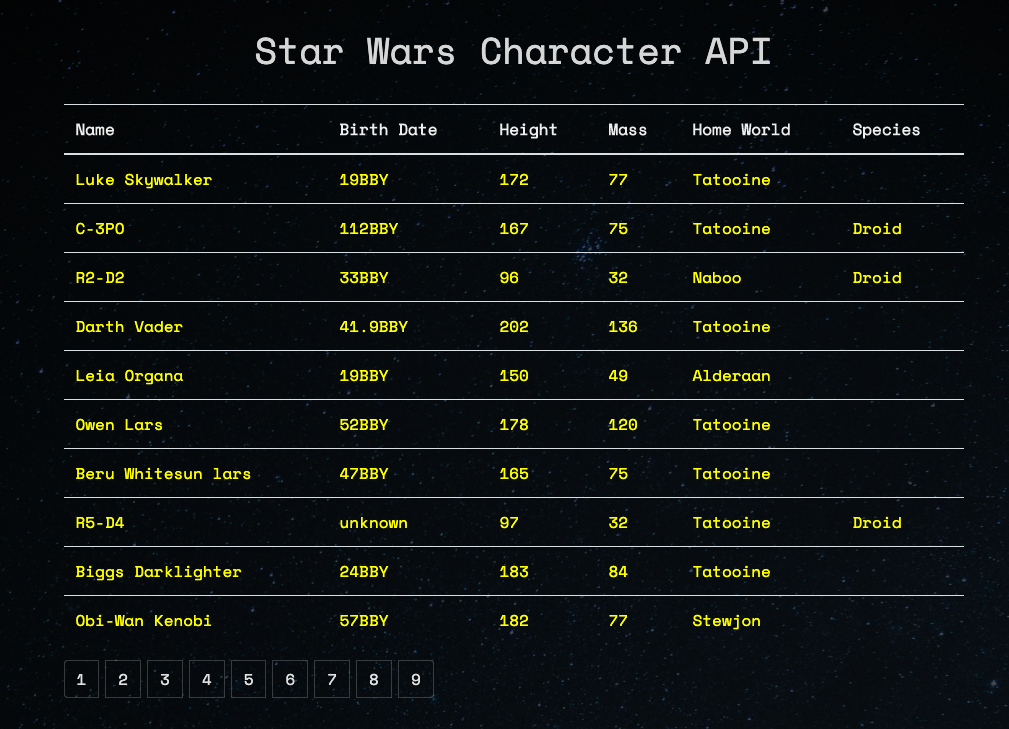 Star Wars Character API
Name Birth Date Height Mass Home World Species
Luke Skywalker 19BBY 172 77 Tatooine
C-3PO 112BBY 167 75 Tatooine Droid
R2-D2 33BBY 96 32 Naboo Droid
Darth Vader 41.9BBY 202 136 Tatooine
Leia Organa 19BBY 150 49 Alderaan
Owen Lars 52BBY 178 120 Tatooine
Beru Whitesun lars 47BBY 165 75 Tatooine
R5-D4 unknown 97 32 Tatooine Droid
Biggs Darklighter 24BBY 183 84 Tatooine
Obi-Wan Kenobi 57BBY 182 77 Stewjon
1 2 3 4 5 6 7 8 9